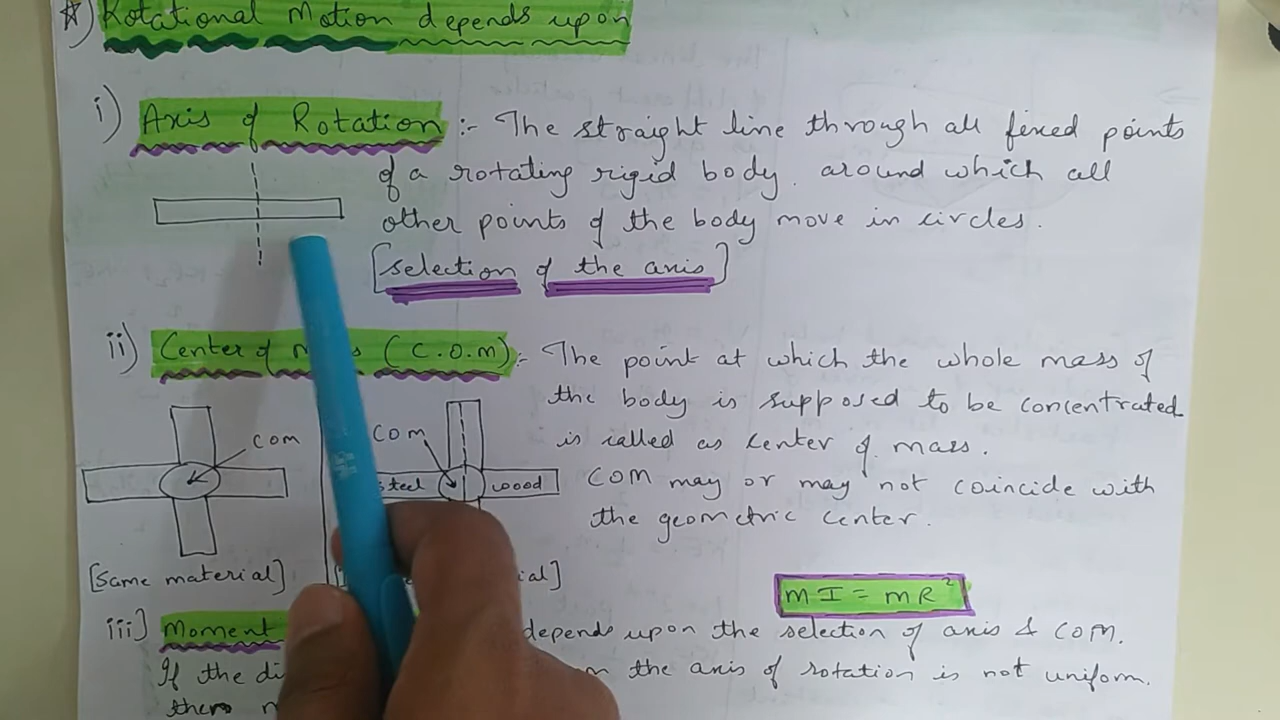 ☆) Rotational Motion depends upon
i) Axis of Rotation :- The straight line through all fixed points
of a rotating rigid body. around which all
other points of the body move in circles.
[selection of the axis]
ii) Center of (C.O.M) :- The point at which the whole mass of
the body is supposed to be concentrated
is called as center of mass.
COM may or may not coincide with
the geometric center.
COM
COM
steel wood
[Same material]
mI = mR²
iii] Moment depends upon the selection of axis & COM.
If the the axis of rotation is not uniform.